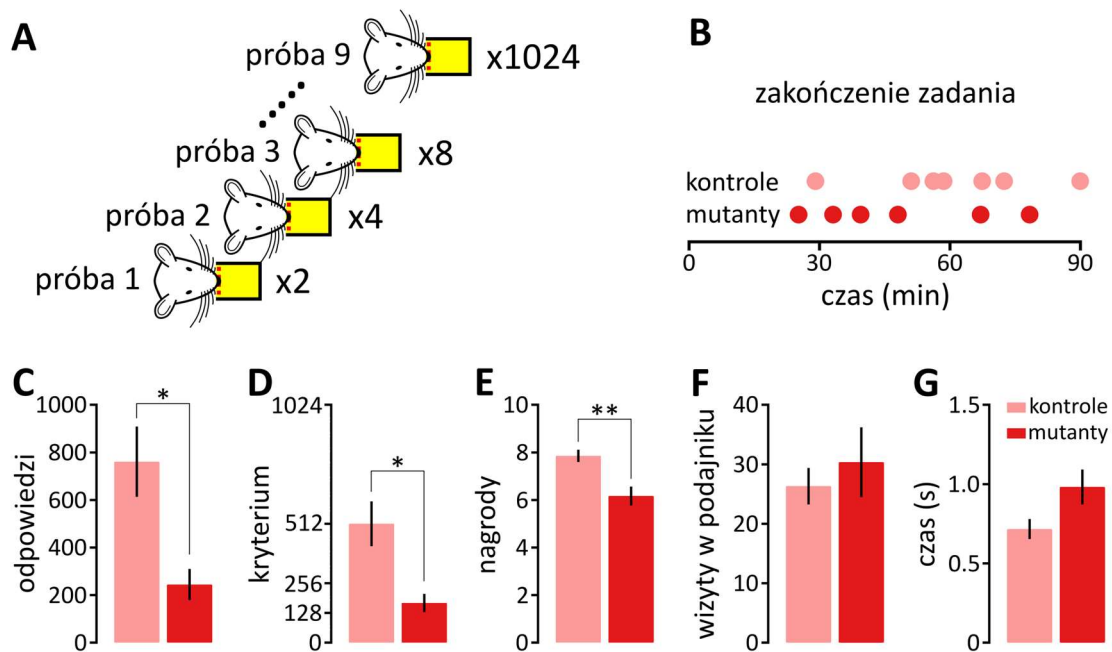 A
próba 9
x1024
próba 3
x8
próba 2
x4
próba 1
x2
B
zakończenie zadania
kontrole
mutanty
0 30 60 90
czas (min)
C
odpowiedzi
1000
800
600
400
200
0
*
D
kryterium
1024
512
256
128
0
*
E
nagrody
10
8
6
4
2
0
**
F
wizyty w podajniku
40
30
20
10
0
G
czas (s)
1.5
1.0
0.5
0
kontrole
mutanty